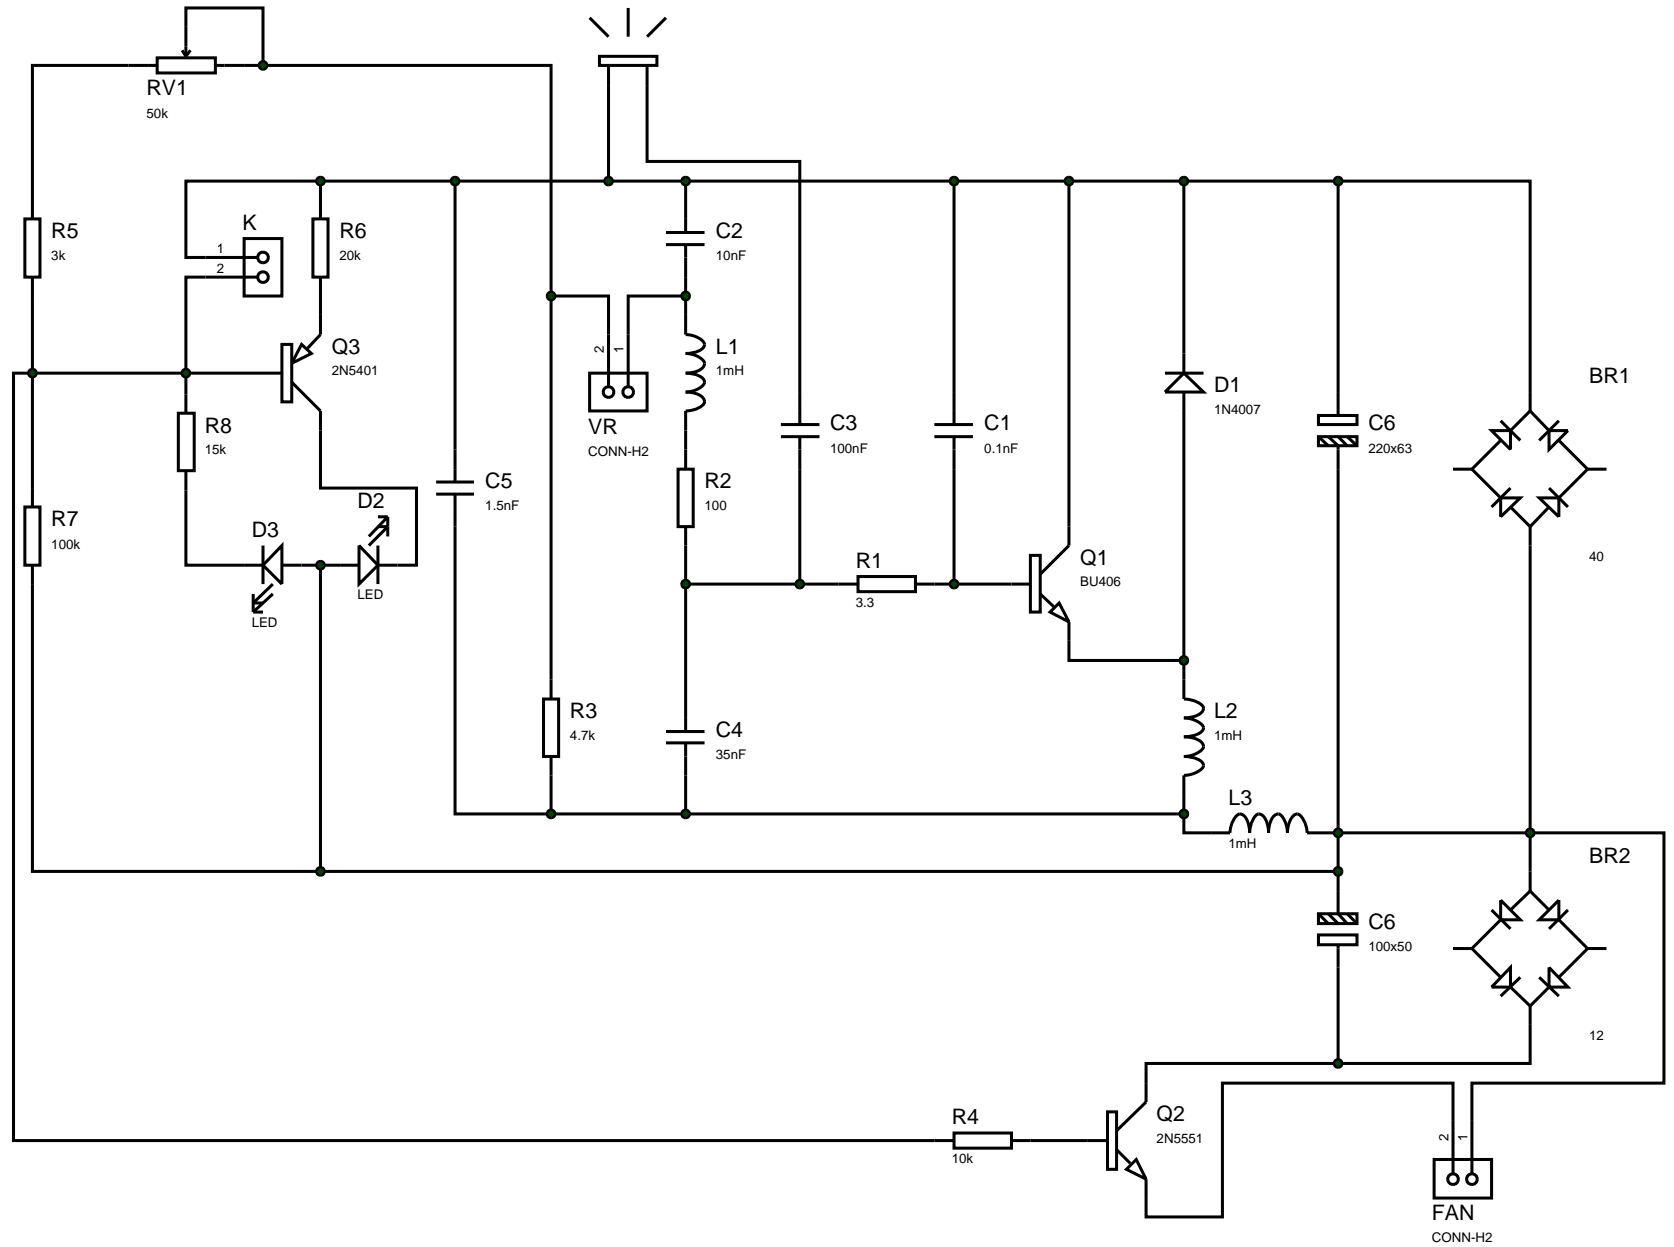 RV1
50k
R5
3k
K
1
2
R6
20k
C2
10nF
Q3
2N5401
2
1
L1
1mH
BR1
D1
1N4007
R8
15k
VR
CONN-H2
C3
100nF
C1
0.1nF
C6
220x63
R7
100k
D2
C5
1.5nF
R2
100
D3
LED
LED
R1
3.3
Q1
BU406
40
R3
4.7k
C4
35nF
L2
1mH
L3
1mH
BR2
C6
100x50
12
R4
10k
Q2
2N5551
2
1
FAN
CONN-H2